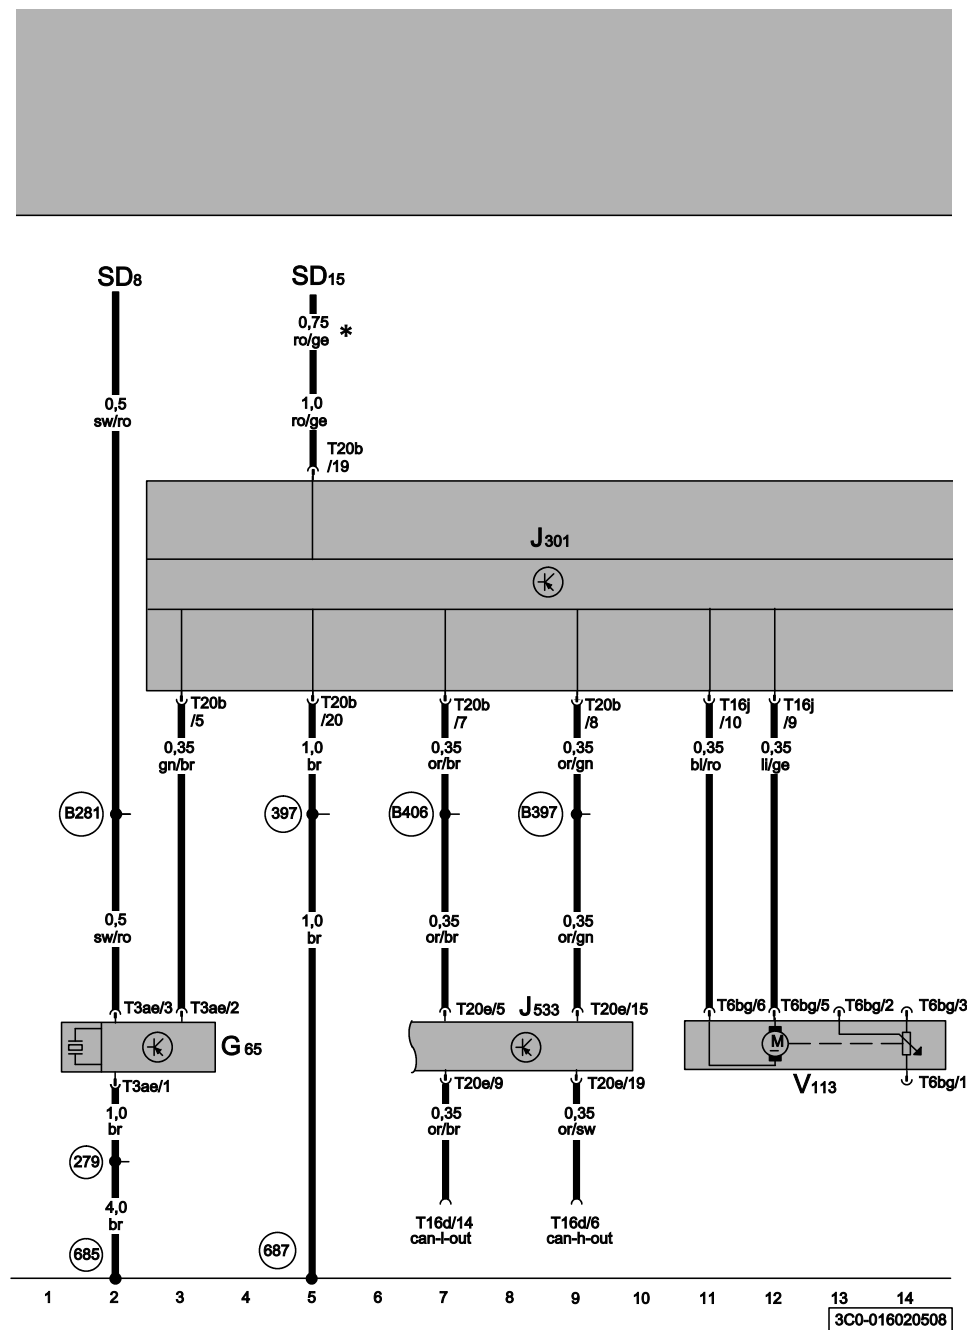 SD8 SD15
0,75
ro/ge *
0,5 1,0
sw/ro ro/ge
T20b
/19
J301
T20b T20b T20b T20b T16j T16j
/5 /20 /7 /8 /10 /9
0,35 1,0 0,35 0,35 0,35 0,35
gn/br br or/br or/gn bl/ro li/ge
B281 397 B406 B397
0,5 1,0 0,35 0,35
sw/ro br or/br or/gn
T3ae/3 T3ae/2 T20e/5 J533 T20e/15 T6bg/6 T6bg/5 T6bg/2 T6bg/3
G65 M
T3ae/1 T20e/9 T20e/19 V113 T6bg/1
1,0 0,35 0,35
br or/br or/sw
279
4,0
br
T16d/14 T16d/6
can-l-out can-h-out
685 687
1 2 3 4 5 6 7 8 9 10 11 12 13 14
3C0-016020508